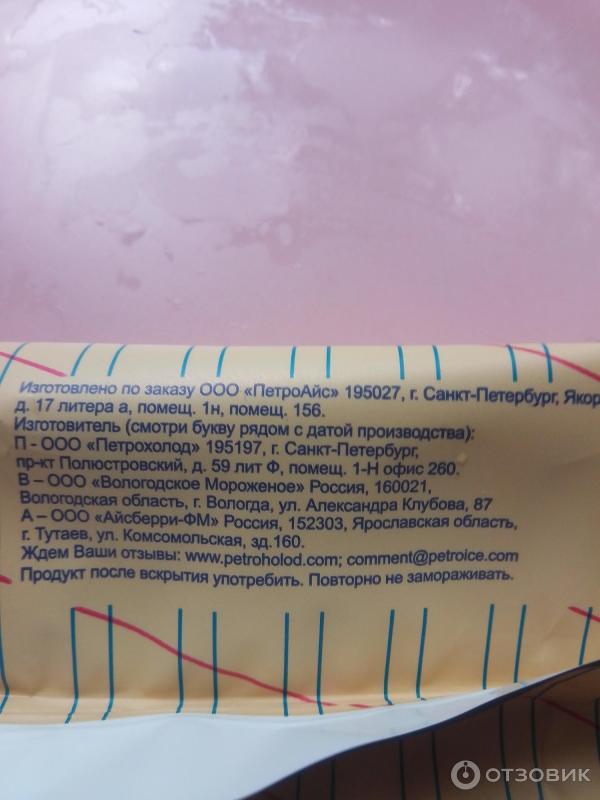 Изготовлено по заказу ООО «ПетроАйс» 195027, г. Санкт-Петербург, Якор
д. 17 литера а, помещ. 1н, помещ. 156.
Изготовитель (смотри букву рядом с датой производства):
П - ООО «Петрохолод» 195197, г. Санкт-Петербург,
пр-кт Полюстровский, д. 59 лит Ф, помещ. 1-Н офис 260.
В – ООО «Вологодское Мороженое» Россия, 160021,
Вологодская область, г. Вологда, ул. Александра Клубова, 87
А – ООО «Айсберри-ФМ» Россия, 152303, Ярославская область,
г. Тутаев, ул. Комсомольская, зд.160.
Ждем Ваши отзывы: www.petroholod.com; comment@petroice.com
Продукт после вскрытия употребить. Повторно не замораживать.
ОТЗОВИК